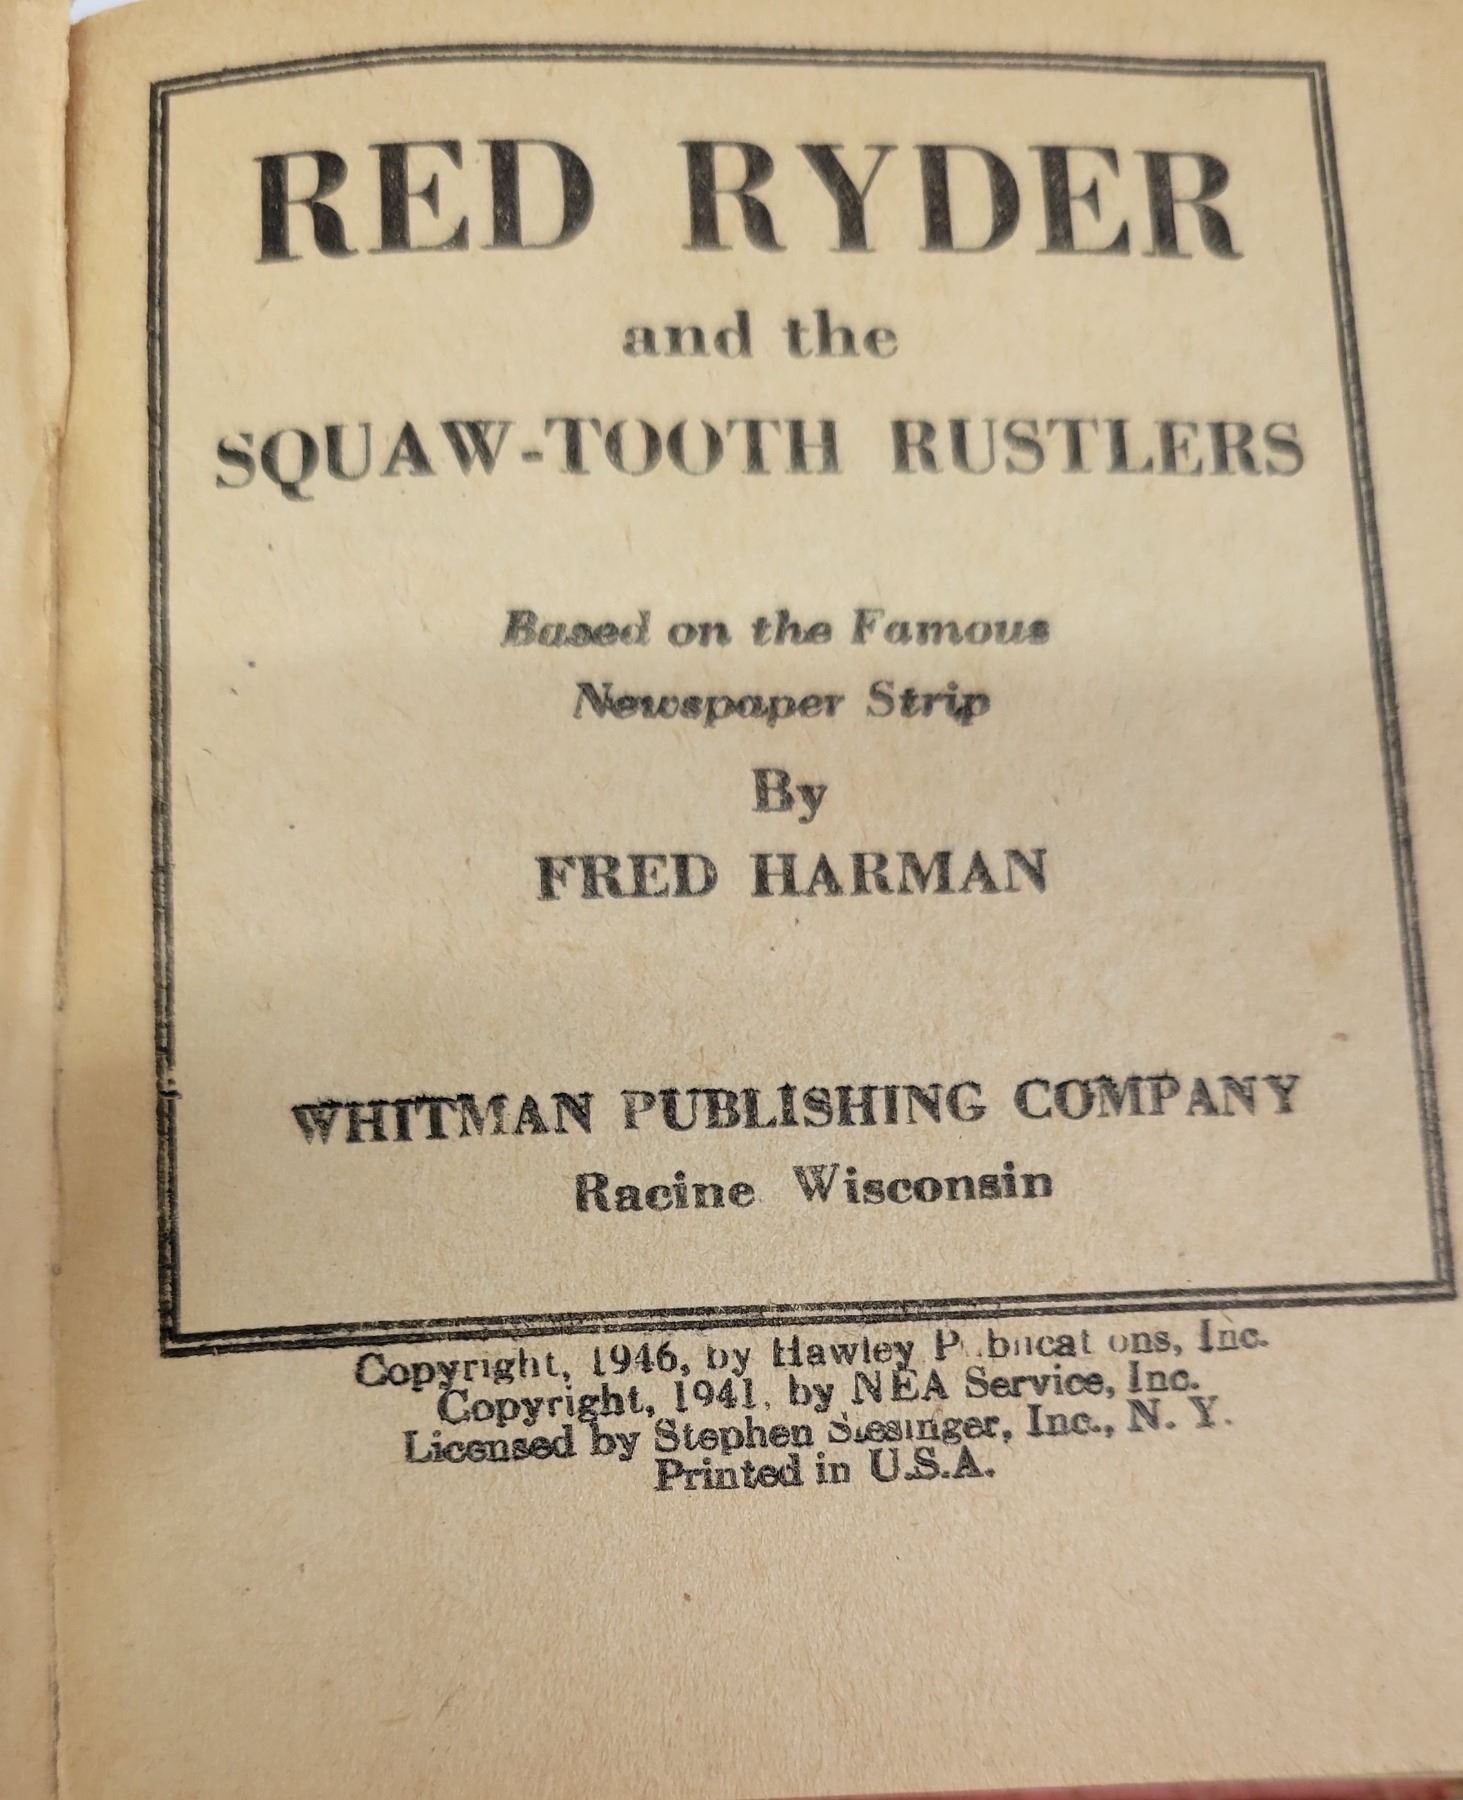 RED RYDER
and the
SQUAW-TOOTH RUSTLERS
Based on the Famous
Newspaper Strip
By
FRED HARMAN
WHITMAN PUBLISHING COMPANY
Racine Wisconsin
Copyright, 1946, by Hawley Publications, Inc.
Copyright, 1941, by NEA Service, Inc.
Licensed by Stephen Slesinger, Inc., N. Y.
Printed in U.S.A.